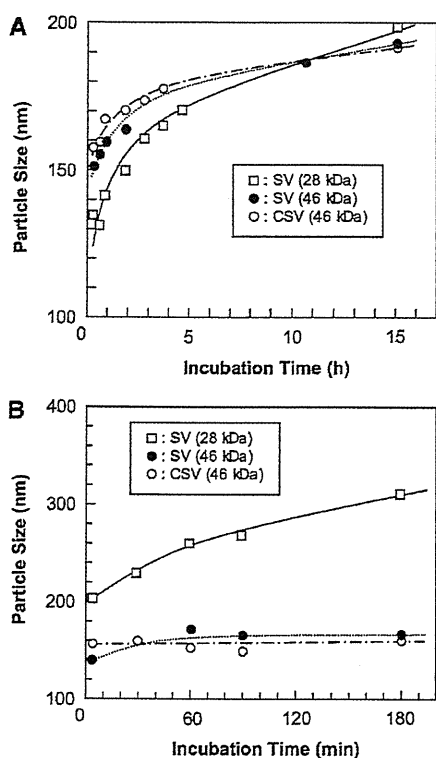 A
Particle Size (nm)
200
150
100
□ : SV (28 kDa)
● : SV (46 kDa)
○ : CSV (46 kDa)
0 5 10 15
Incubation Time (h)
B
Particle Size (nm)
400
300
200
100
□ : SV (28 kDa)
● : SV (46 kDa)
○ : CSV (46 kDa)
0 60 120 180
Incubation Time (min)